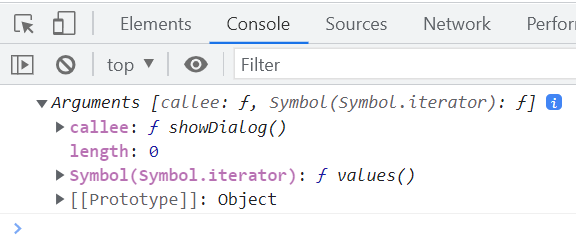 Elements Console Sources Network Perfor
top Filter
Arguments [callee: ƒ, Symbol(Symbol.iterator): ƒ] i
callee: ƒ showDialog()
length: 0
Symbol(Symbol.iterator): ƒ values()
[[Prototype]]: Object